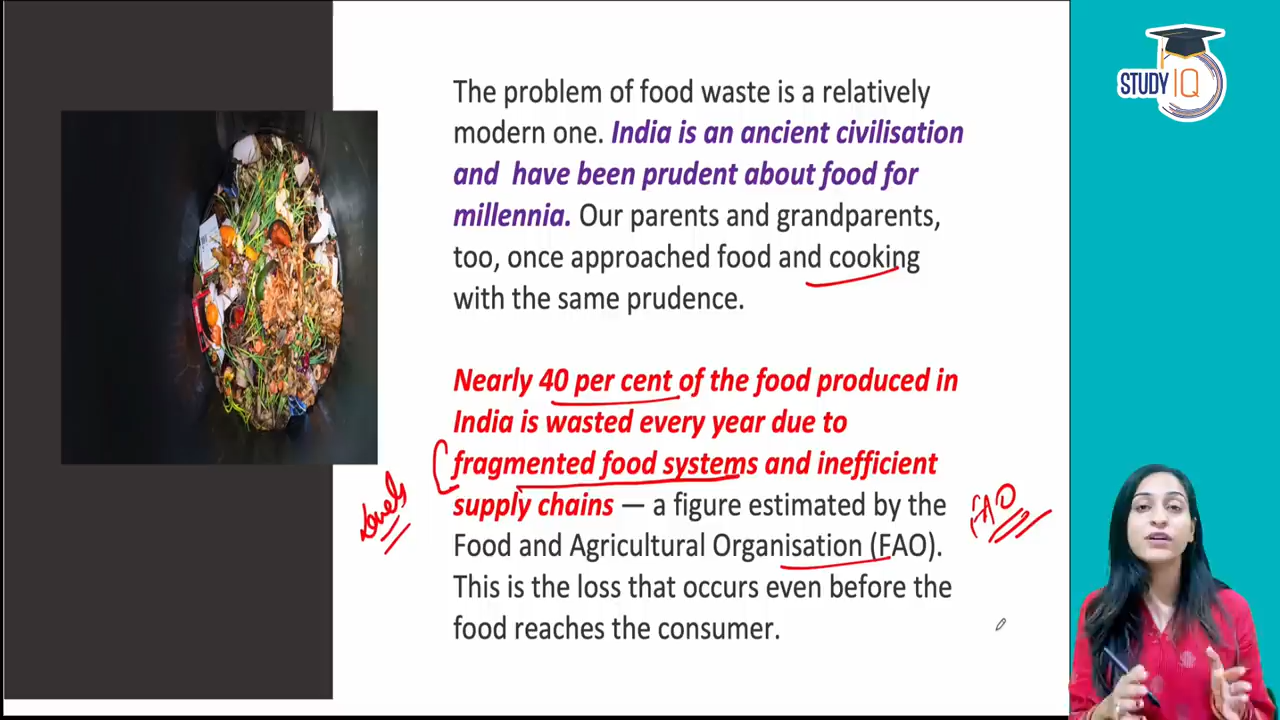 The problem of food waste is a relatively
modern one. India is an ancient civilisation
and have been prudent about food for
millennia. Our parents and grandparents,
too, once approached food and cooking
with the same prudence.
Nearly 40 per cent of the food produced in
India is wasted every year due to
fragmented food systems and inefficient
supply chains — a figure estimated by the
Food and Agricultural Organisation (FAO).
This is the loss that occurs even before the
food reaches the consumer.
levels
FAO
STUDY IQ